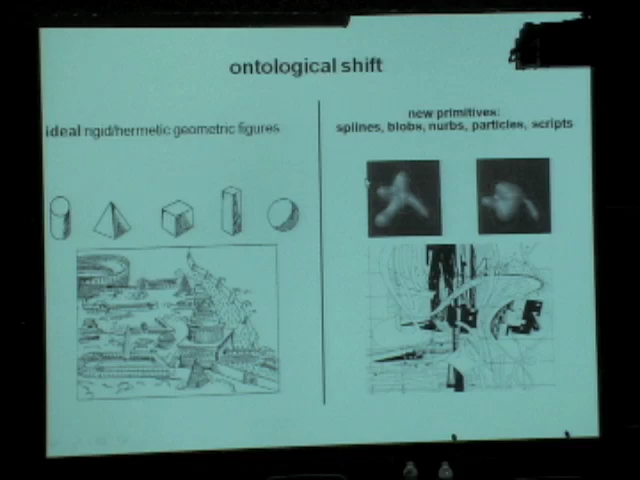 ontological shift
ideal rigid/hermetic geometric figures
new primitives:
splines, blobs, nurbs, particles, scripts